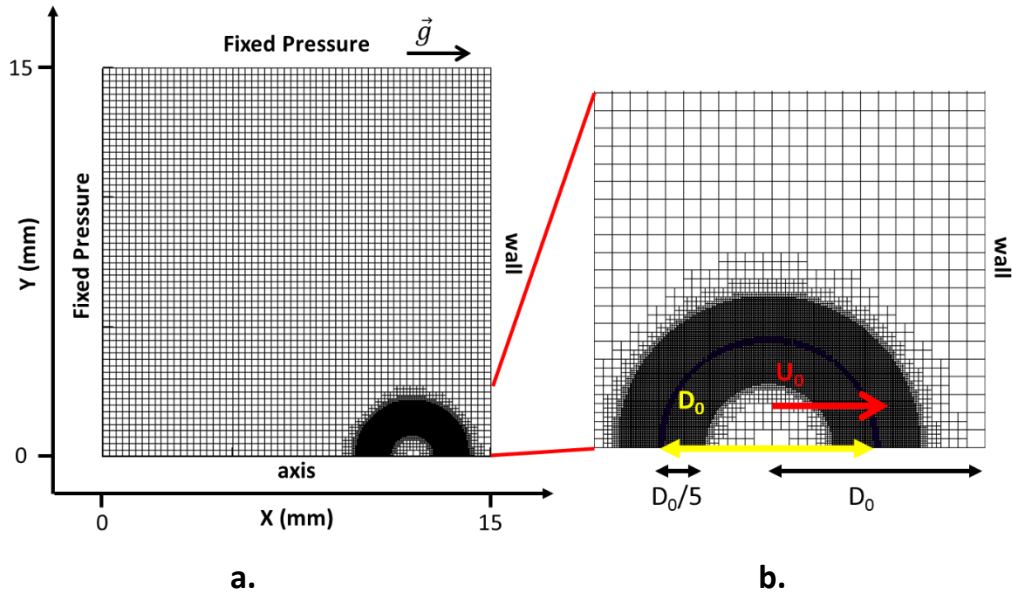 Fixed Pressure
g⃗
15
Y (mm)
Fixed Pressure
wall
0
axis
0
X (mm)
15
a.
wall
U₀
D₀
D₀/5
D₀
b.